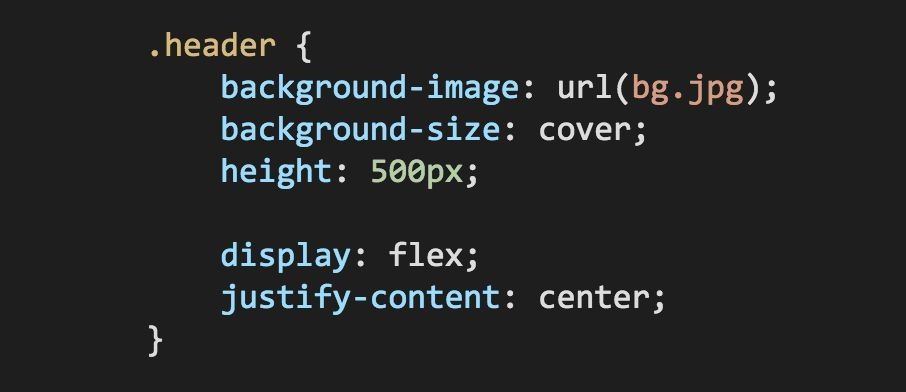 .header {
    background-image: url(bg.jpg);
    background-size: cover;
    height: 500px;

    display: flex;
    justify-content: center;
}